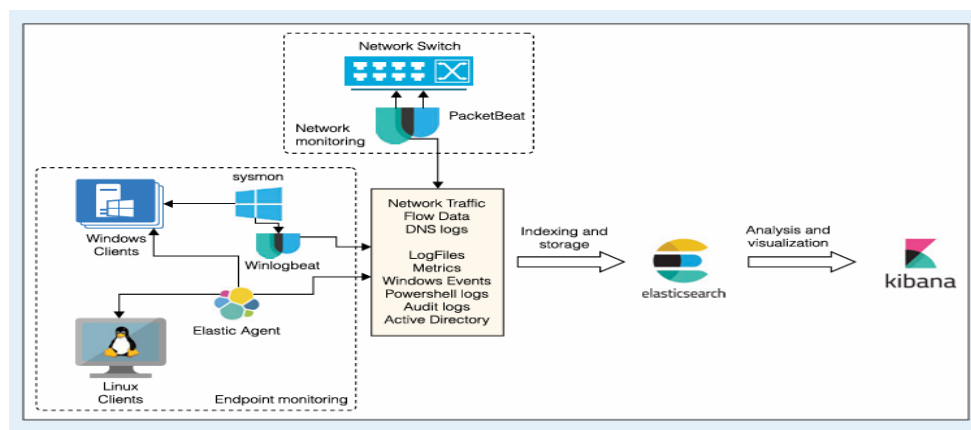 Network Switch
PacketBeat
Network
monitoring
sysmon
Windows
Clients
Winlogbeat
Elastic Agent
Linux
Clients
Endpoint monitoring
Network Traffic
Flow Data
DNS logs
LogFiles
Metrics
Windows Events
Powershell logs
Audit logs
Active Directory
Indexing and
storage
elasticsearch
Analysis and
visualization
kibana